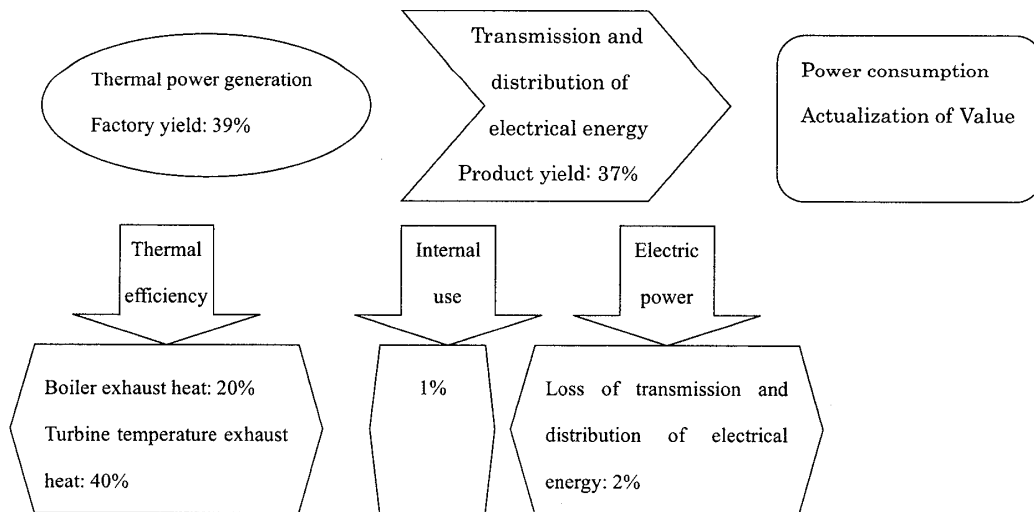 Thermal power generation
Factory yield: 39%
Transmission and
distribution of
electrical energy
Product yield: 37%
Power consumption
Actualization of Value
Thermal
efficiency
Internal
use
Electric
power
Boiler exhaust heat: 20%
Turbine temperature exhaust
heat: 40%
1%
Loss of transmission and
distribution of electrical
energy: 2%